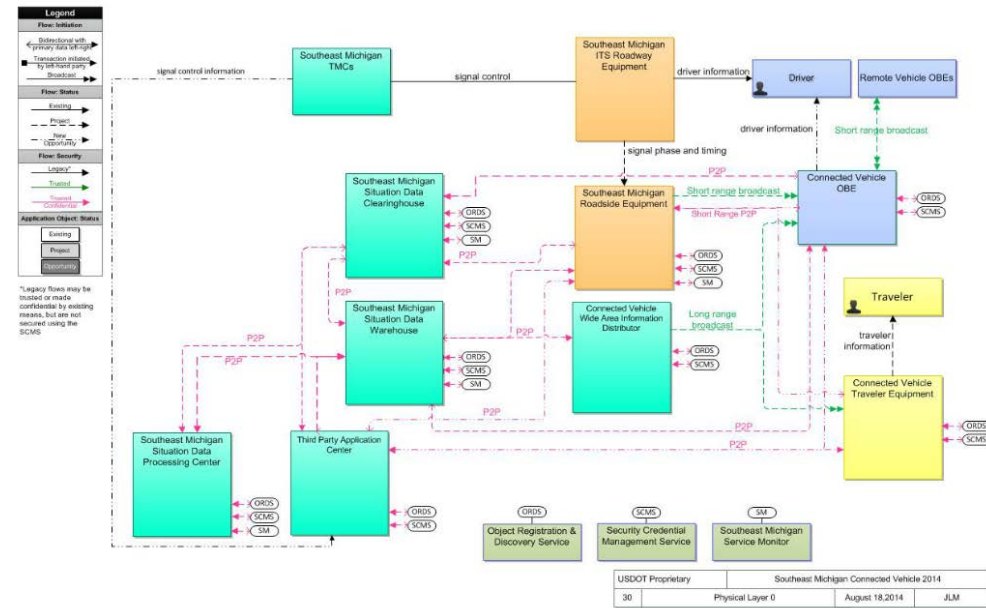 Legend
Flow: Initiation
Bidirectional with
primary data left-right
Transaction initiated
by left-hand party
Broadcast
Flow: Status
Existing
Project
New
Opportunity
Flow: Security
Legacy*
Trusted
Trusted
Confidential
Application Object: Status
Existing
Project
Opportunity
*Legacy flows may be
trusted or made
confidential by existing
means, but are not
secured using the
SCMS
signal control information
Southeast Michigan
TMCs
signal control
Southeast Michigan
ITS Roadway
Equipment
driver information
Driver
Remote Vehicle OBEs
driver information
Short range broadcast
signal phase and timing
Southeast Michigan
Situation Data
Clearinghouse
ORDS
SCMS
SM
P2P
Southeast Michigan
Roadside Equipment
ORDS
SCMS
SM
Short range broadcast
Short Range P2P
Connected Vehicle
OBE
ORDS
SCMS
P2P
P2P
Southeast Michigan
Situation Data
Warehouse
ORDS
SCMS
SM
P2P
Connected Vehicle
Wide Area Information
Distributor
ORDS
SCMS
Long range
broadcast
Traveler
traveler
information
Connected Vehicle
Traveler Equipment
ORDS
SCMS
P2P
P2P
P2P
P2P
P2P
Southeast Michigan
Situation Data
Processing Center
ORDS
SCMS
SM
Third Party Application
Center
ORDS
SCMS
ORDS
Object Registration &
Discovery Service
SCMS
Security Credential
Management Service
SM
Southeast Michigan
Service Monitor
USDOT Proprietary
Southeast Michigan Connected Vehicle 2014
30
Physical Layer 0
August 18,2014
JLM